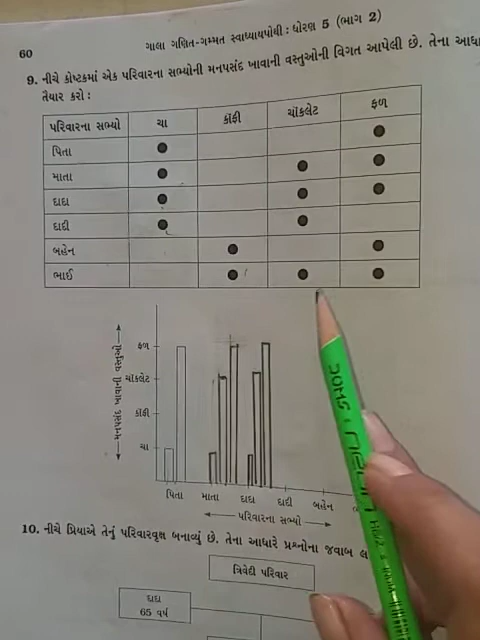 60
ગાલા ગણિત-ગમ્મત સ્વાધ્યાયપોથી : ધોરણ 5 (ભાગ 2)
9. નીચે કોષ્ટકમાં એક પરિવારના સભ્યોની મનપસંદ ખાવાની વસ્તુઓની વિગત આપેલી છે. તેના
તૈયાર કરો :
પરિવારના સભ્યો ચા કૉફી ચૉકલેટ ફળ
પિતા
માતા
દાદા
દાદી
બહેન
ભાઈ
મનપસંદ ખાવાની વસ્તુઓ
ફળ
ચૉકલેટ
કૉફી
ચા
પિતા માતા દાદા દાદી બહેન
પરિવારના સભ્યો
10. નીચે પ્રિયાએ તેનું પરિવારવૃક્ષ બનાવ્યું છે. તેના આધારે પ્રશ્નોના જવાબ
ત્રિવેદી પરિવાર
દાદા
65 વર્ષ